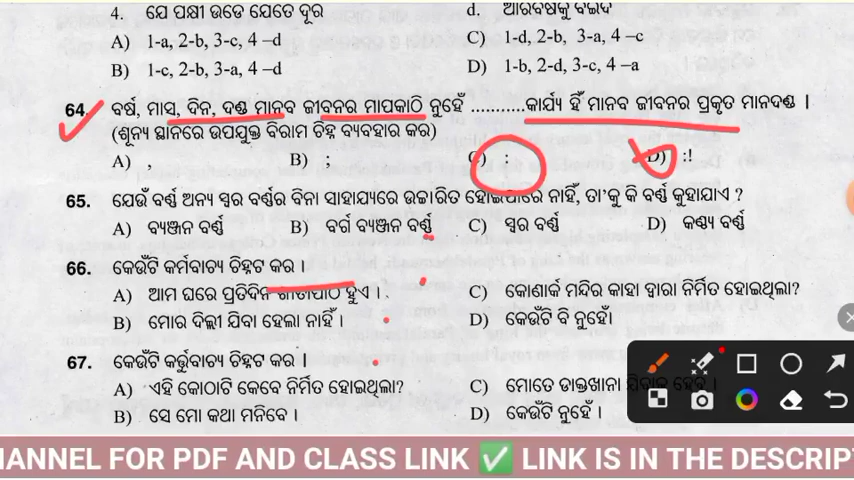 4. ଯେ ପକ୍ଷୀ ଉଡେ ଯେତେ ଦୂର d. ଆରବଷକୁ ବଇଦ
A) 1-a, 2-b, 3-c, 4 –d C) 1-d, 2-b, 3-a, 4 –c
B) 1-c, 2-b, 3-a, 4 –d D) 1-b, 2-d, 3-c, 4 –a
64. ବର୍ଷ, ମାସ, ଦିନ, ଦଣ୍ଡ ମାନବ ଜୀବନର ମାପକାଠି ନୁହେଁ ...........କାର୍ଯ୍ୟ ହିଁ ମାନବ ଜୀବନର ପ୍ରକୃତ ମାନଦଣ୍ଡ ।
(ଶୂନ୍ୟ ସ୍ଥାନରେ ଉପଯୁକ୍ତ ବିରାମ ଚିହ୍ନ ବ୍ୟବହାର କର)
A) , B) ; C) : D) :!
65. ଯେଉଁ ବର୍ଣ୍ଣ ଅନ୍ୟ ସ୍ୱର ବର୍ଣ୍ଣର ବିନା ସାହାଯ୍ୟରେ ଉଚ୍ଚାରିତ ହୋଇପାରେ ନାହିଁ, ତା'କୁ କି ବର୍ଣ୍ଣ କୁହାଯାଏ ?
A) ବ୍ୟଞ୍ଜନ ବର୍ଣ୍ଣ B) ବର୍ଗ ବ୍ୟଞ୍ଜନ ବର୍ଣ୍ଣ C) ସ୍ୱର ବର୍ଣ୍ଣ D) କଣ୍ଠ୍ୟ ବର୍ଣ୍ଣ
66. କେଉଁଟି କର୍ମବାଚ୍ୟ ଚିହ୍ନଟ କର ।
A) ଆମ ଘରେ ପ୍ରତିଦିନ ଗୀତାପାଠ ହୁଏ । C) କୋଣାର୍କ ମନ୍ଦିର କାହା ଦ୍ୱାରା ନିର୍ମିତ ହୋଇଥିଲା?
B) ମୋର ଦିଲ୍ଲୀ ଯିବା ହେଲା ନାହିଁ । D) କେଉଁଟି ବି ନୁହେଁ।
67. କେଉଁଟି କର୍ତ୍ତୃବାଚ୍ୟ ଚିହ୍ନଟ କର ।
A) ଏହି କୋଠାଟି କେବେ ନିର୍ମିତ ହୋଇଥିଲା? C) ମୋତେ ଡାକ୍ତଖାନା ଯିବାକୁ ହେବ ।
B) ସେ ମୋ କଥା ମାନିବେ । D) କେଉଁଟି ନୁହେଁ ।
HANNEL FOR PDF AND CLASS LINK ✅ LINK IS IN THE DESCRIP